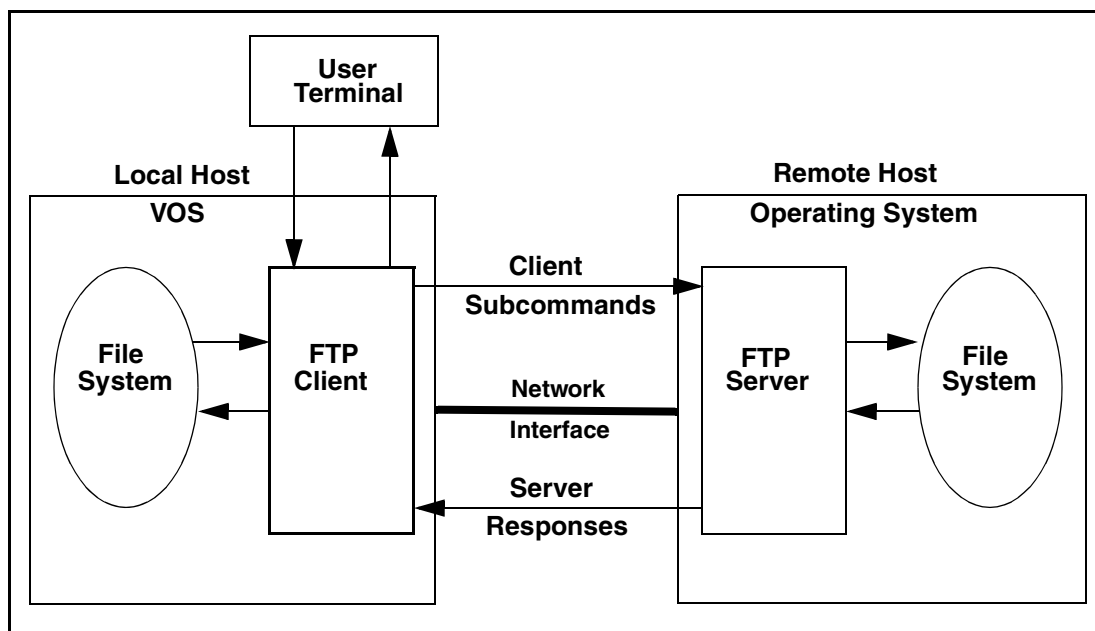 User
Terminal
Local Host
VOS
Remote Host
Operating System
File
System
FTP
Client
Client
Subcommands
Network
Interface
Server
Responses
FTP
Server
File
System